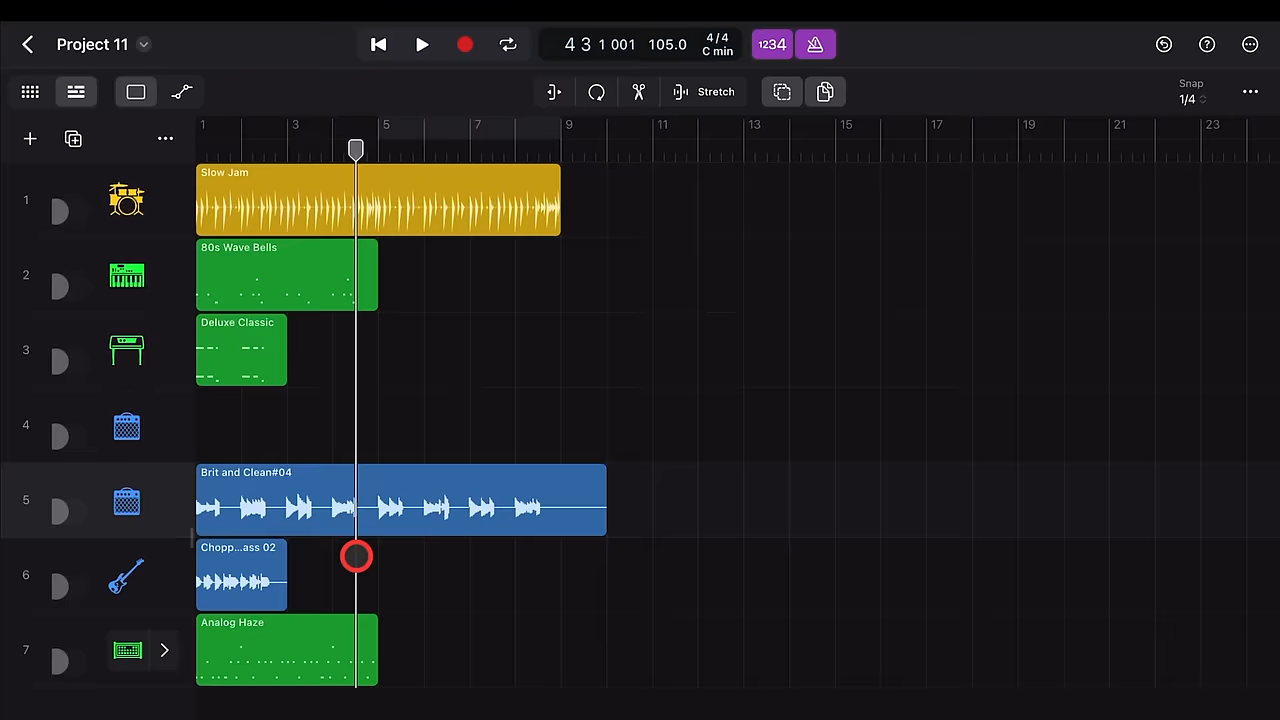 Project 11
4 3 1 001 105.0 4/4 C min
1234
Stretch
Snap
1/4
1 3 5 7 9 11 13 15 17 19 21 23
1
Slow Jam
2
80s Wave Bells
3
Deluxe Classic
4
5
Brit and Clean#04
6
Chopp...ass 02
7
Analog Haze